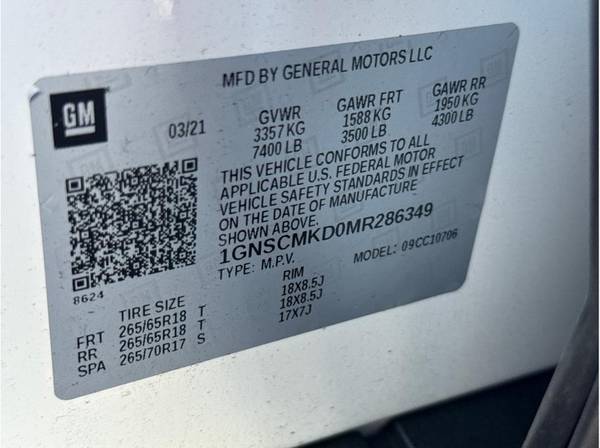 MFD BY GENERAL MOTORS LLC
GM
03/21
GVWR GAWR FRT GAWR RR
3357 KG 1588 KG 1950 KG
7400 LB 3500 LB 4300 LB
THIS VEHICLE CONFORMS TO ALL
APPLICABLE U.S. FEDERAL MOTOR
VEHICLE SAFETY STANDARDS IN EFFECT
ON THE DATE OF MANUFACTURE
SHOWN ABOVE.
1GNSCMKD0MR286349
TYPE: M.P.V. MODEL: 09CC10706
8624
TIRE SIZE RIM
FRT 265/65R18 T 18X8.5J
RR 265/65R18 T 18X8.5J
SPA 265/70R17 S 17X7J